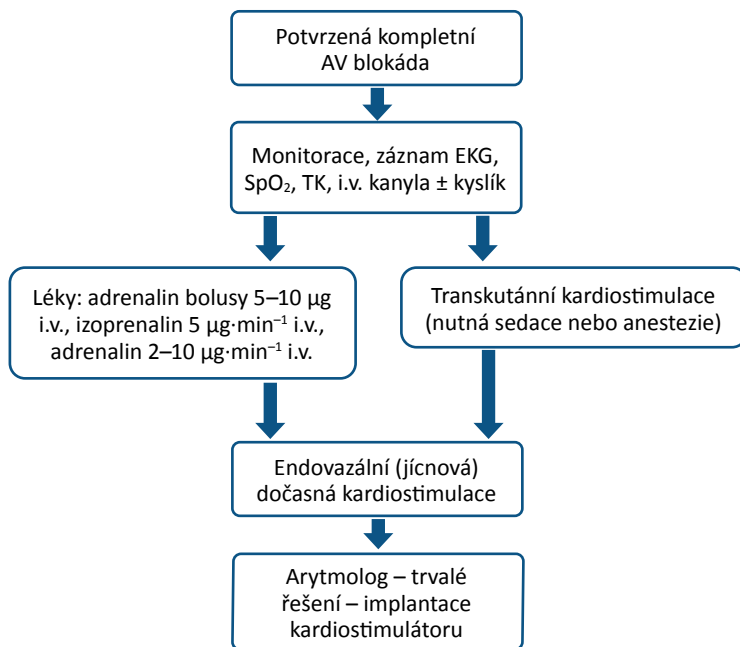 Potvrzená kompletní
AV blokáda
Monitorace, záznam EKG,
SpO₂, TK, i.v. kanyla ± kyslík
Léky: adrenalin bolusy 5–10 µg
i.v., izoprenalin 5 µg·min⁻¹ i.v.,
adrenalin 2–10 µg·min⁻¹ i.v.
Transkutánní kardiostimulace
(nutná sedace nebo anestezie)
Endovazální (jícnová)
dočasná kardiostimulace
Arytmolog – trvalé
řešení – implantace
kardiostimulátoru